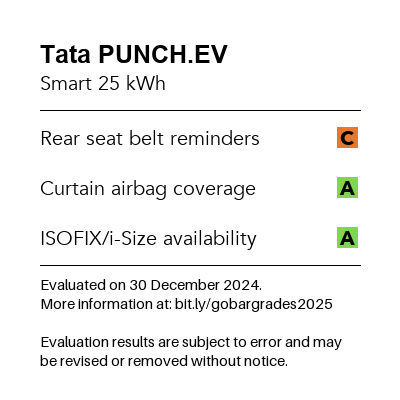 Tata PUNCH.EV
Smart 25 kWh
Rear seat belt reminders C
Curtain airbag coverage A
ISOFIX/i-Size availability A
Evaluated on 30 December 2024.
More information at: bit.ly/gobargrades2025
Evaluation results are subject to error and may
be revised or removed without notice.